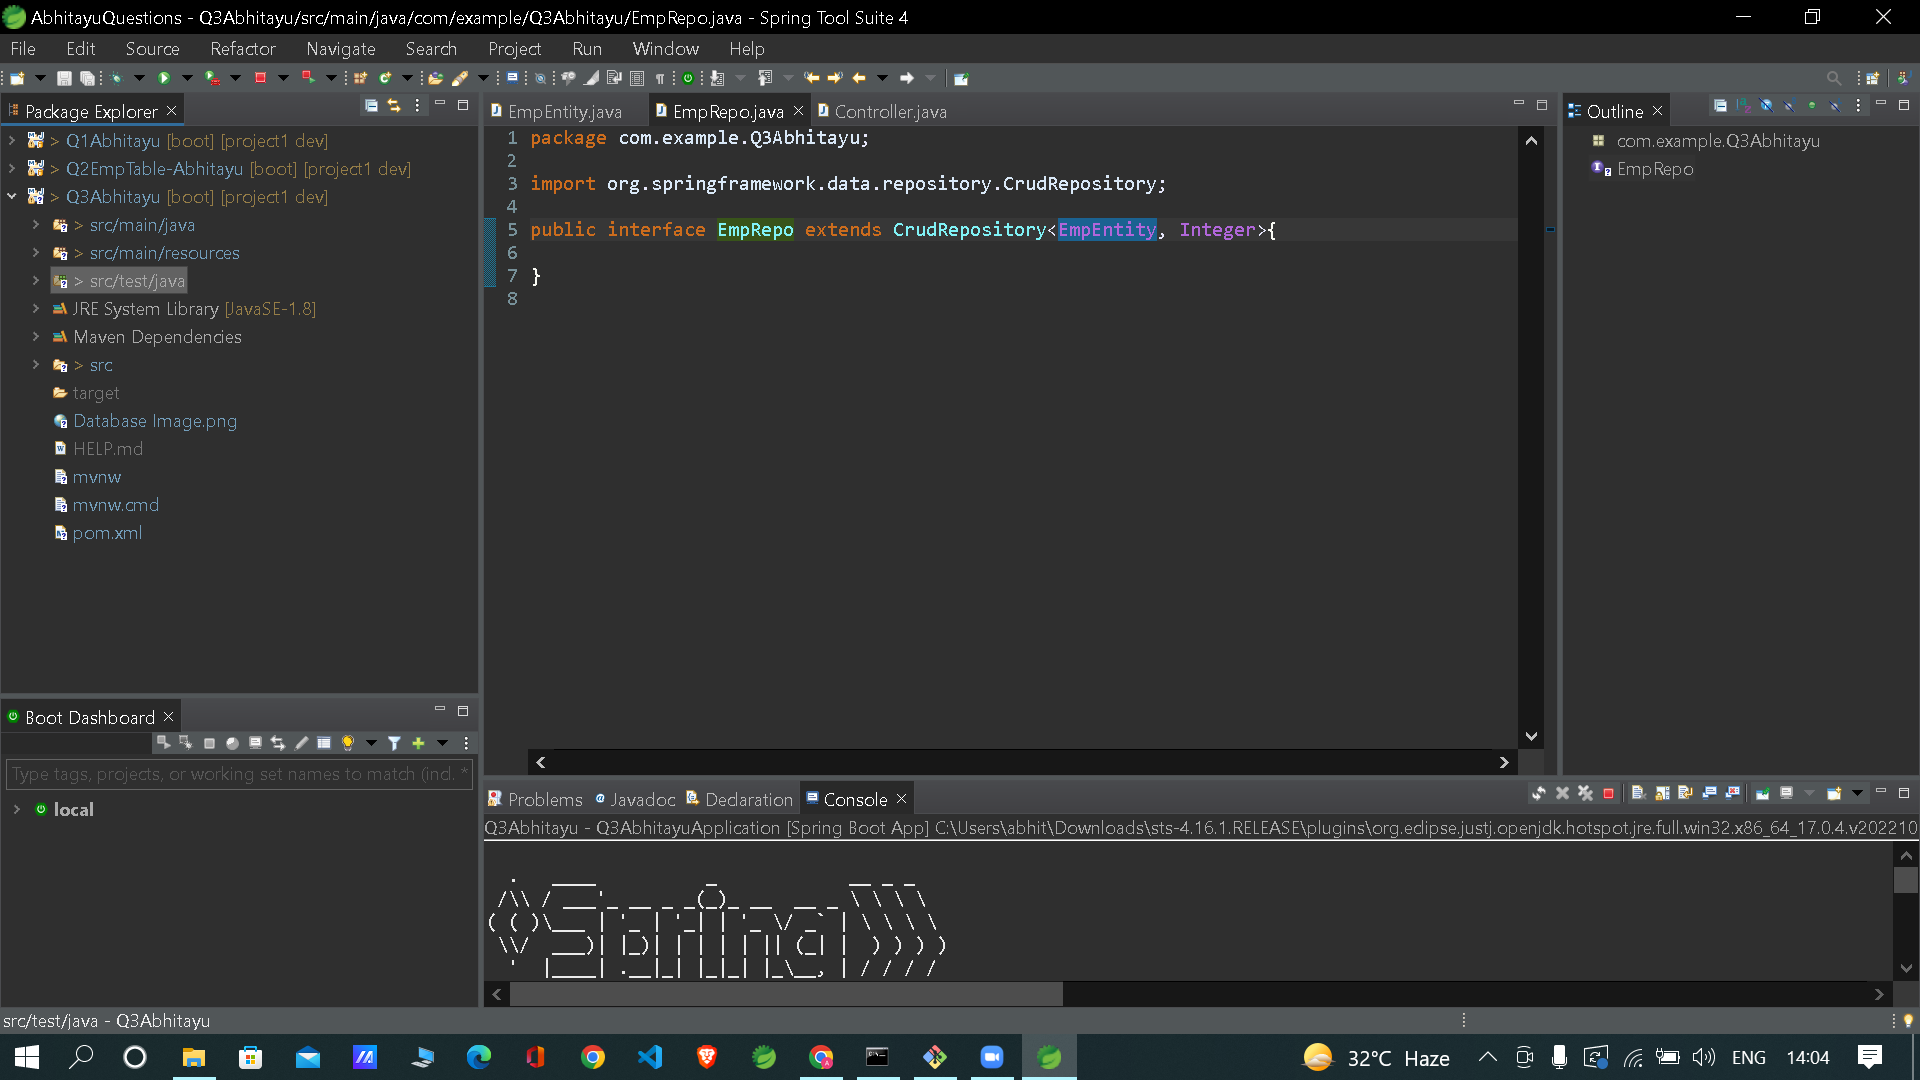 AbhitayuQuestions - Q3Abhitayu/src/main/java/com/example/Q3Abhitayu/EmpRepo.java - Spring Tool Suite 4
File Edit Source Refactor Navigate Search Project Run Window Help
Package Explorer
> Q1Abhitayu [boot] [project1 dev]
> Q2EmpTable-Abhitayu [boot] [project1 dev]
> Q3Abhitayu [boot] [project1 dev]
> src/main/java
> src/main/resources
> src/test/java
JRE System Library [JavaSE-1.8]
Maven Dependencies
> src
target
Database Image.png
HELP.md
mvnw
mvnw.cmd
pom.xml
EmpEntity.java EmpRepo.java Controller.java
1 package com.example.Q3Abhitayu;
2
3 import org.springframework.data.repository.CrudRepository;
4
5 public interface EmpRepo extends CrudRepository<EmpEntity, Integer>{
6
7 }
8
Outline
com.example.Q3Abhitayu
EmpRepo
Boot Dashboard
Type tags, projects, or working set names to match (incl. *
local
Problems Javadoc Declaration Console
Q3Abhitayu - Q3AbhitayuApplication [Spring Boot App] C:\Users\abhit\Downloads\sts-4.16.1.RELEASE\plugins\org.eclipse.justj.openjdk.hotspot.jre.full.win32.x86_64_17.0.4.v202210
Spring
src/test/java - Q3Abhitayu
32°C Haze ENG 14:04